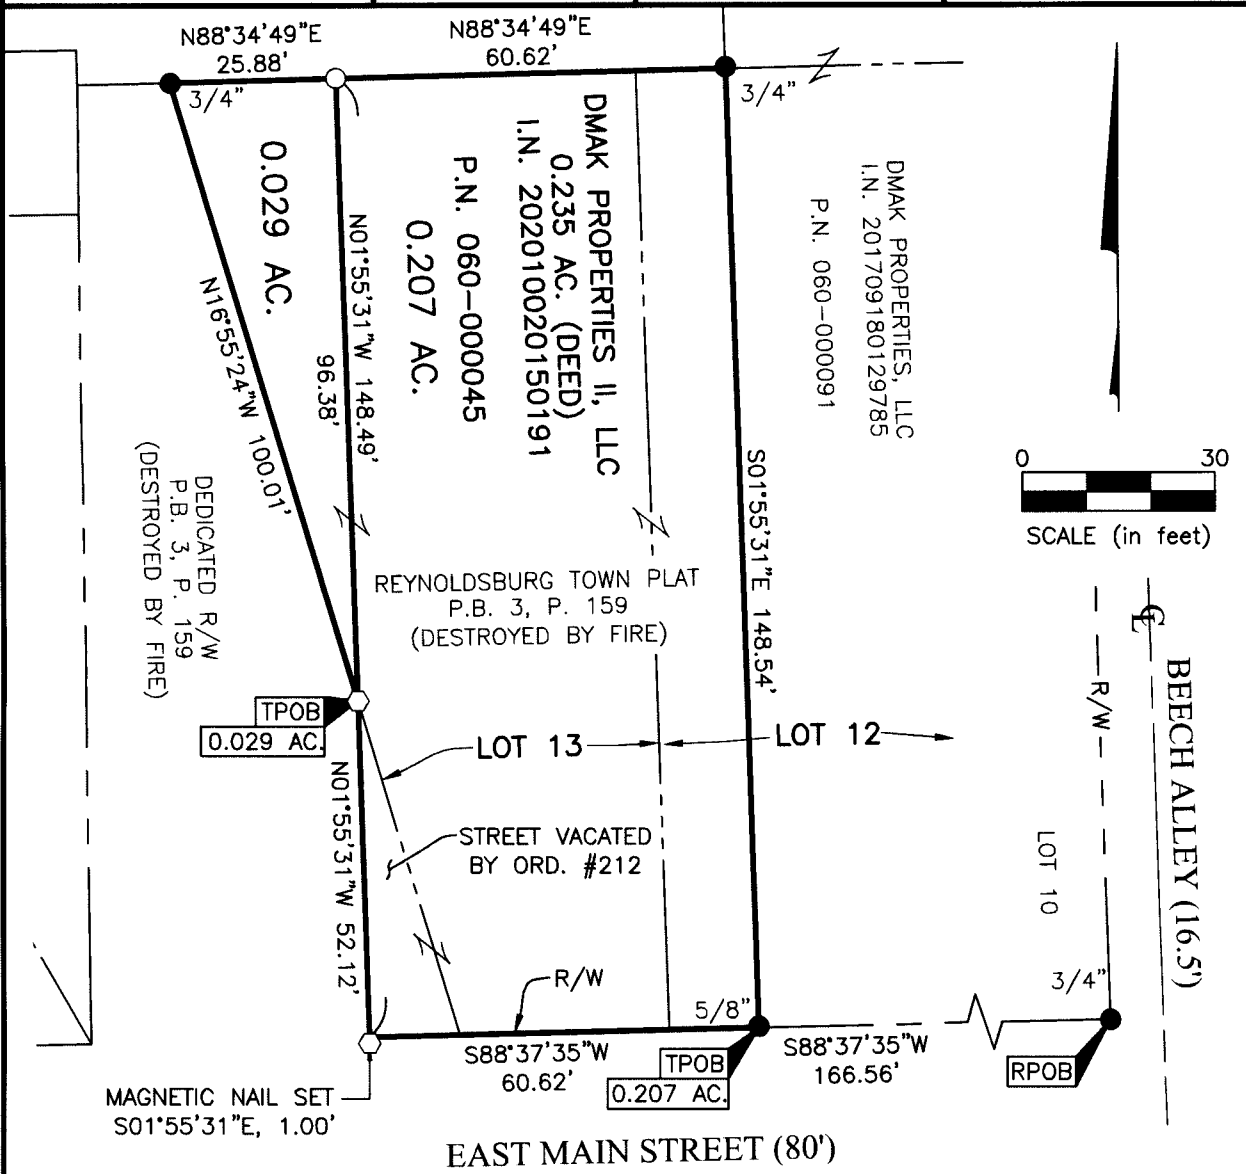 N88°34'49"E
25.88'
N88°34'49"E
60.62'
3/4"
3/4"
0.029 AC.
N16°55'24"W 100.01'
N01°55'31"W 148.49'
96.38'
DMAK PROPERTIES II, LLC
0.235 AC. (DEED)
I.N. 202010020150191
P.N. 060-000045
0.207 AC.
DMAK PROPERTIES, LLC
I.N. 201709180129785
P.N. 060-000091
S01°55'31"E 148.54'
0 30
SCALE (in feet)
DEDICATED R/W
P.B. 3, P. 159
(DESTROYED BY FIRE)
REYNOLDSBURG TOWN PLAT
P.B. 3, P. 159
(DESTROYED BY FIRE)
TPOB
0.029 AC.
LOT 13
LOT 12
N01°55'31"W 52.12'
STREET VACATED
BY ORD. #212
R/W
CL
BEECH ALLEY (16.5')
LOT 10
3/4"
R/W
5/8"
S88°37'35"W
60.62'
TPOB
0.207 AC.
S88°37'35"W
166.56'
RPOB
MAGNETIC NAIL SET
S01°55'31"E, 1.00'
EAST MAIN STREET (80')